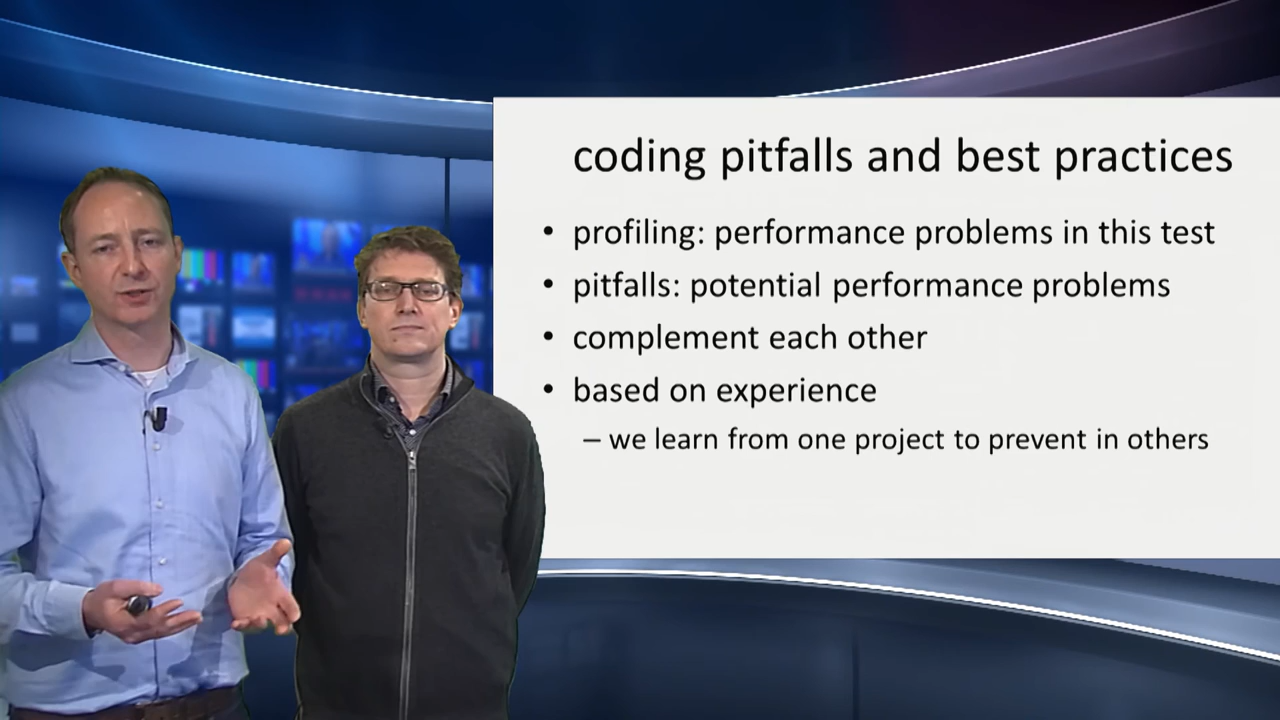 coding pitfalls and best practices
• profiling: performance problems in this test
• pitfalls: potential performance problems
• complement each other
• based on experience
– we learn from one project to prevent in others